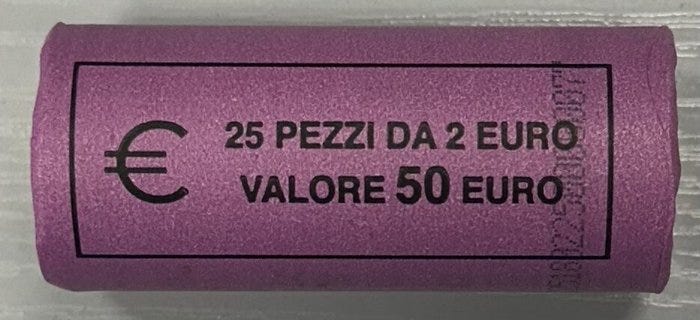 € 25 PEZZI DA 2 EURO
VALORE 50 EURO